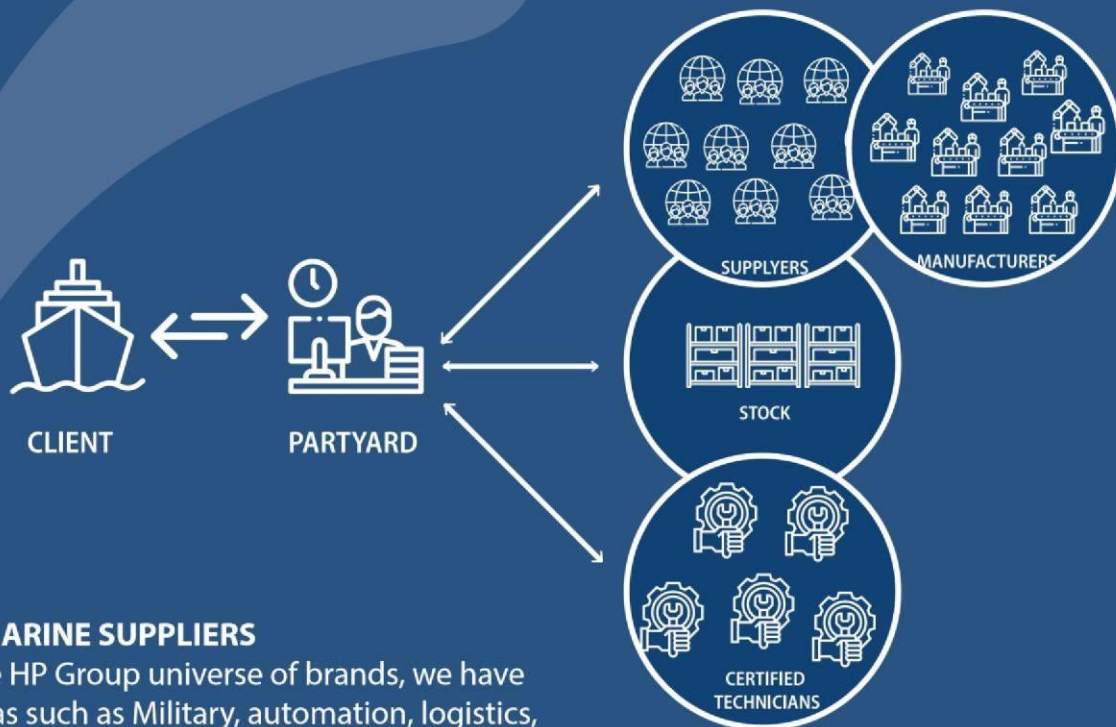 SUPPLYERS
MANUFACTURERS
CLIENT
PARTYARD
STOCK
CERTIFIED
TECHNICIANS
ARINE SUPPLIERS
HP Group universe of brands, we have
as such as Military, automation, logistics,